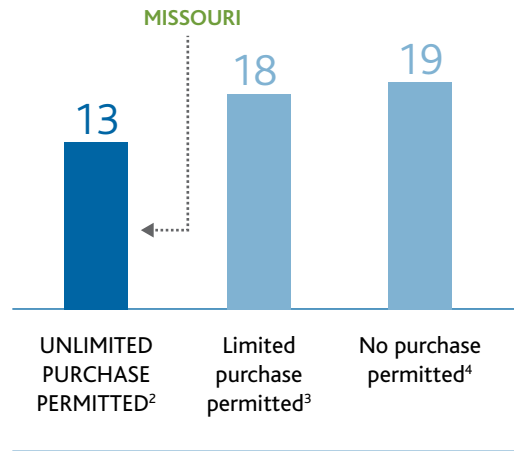 MISSOURI
13
18
19
UNLIMITED
PURCHASE
PERMITTED²
Limited
purchase
permitted³
No purchase
permitted⁴